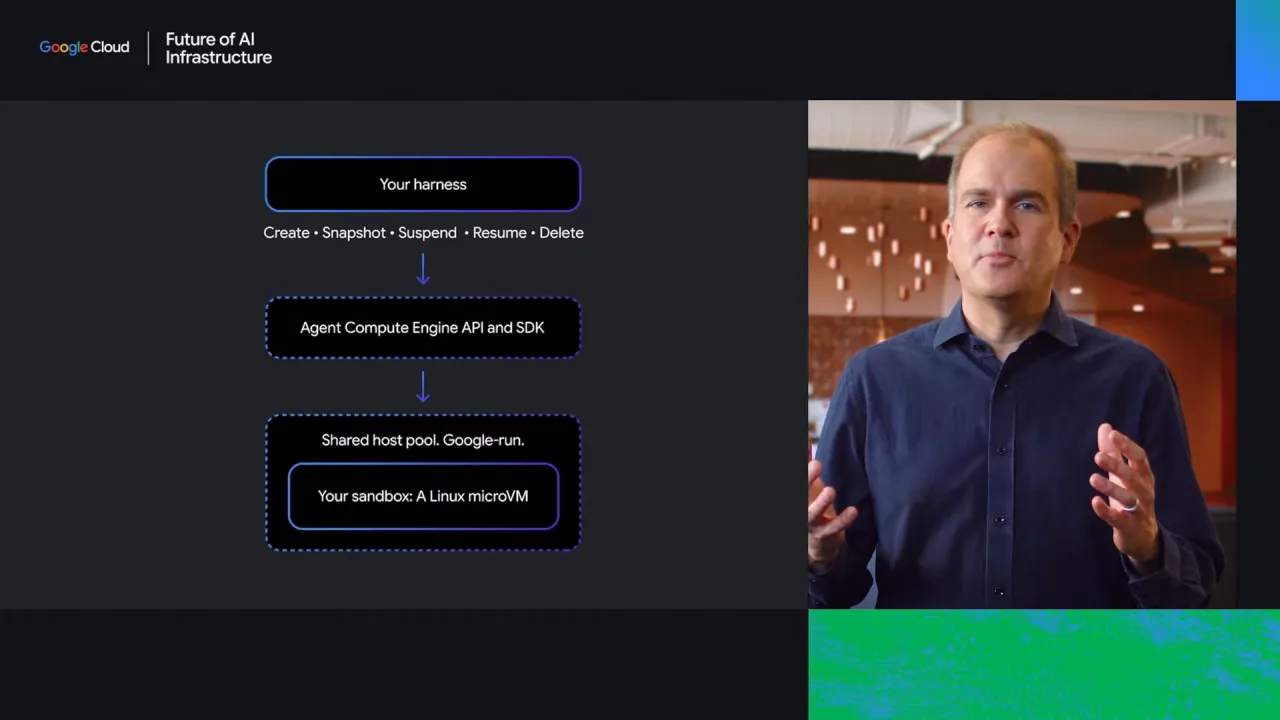 Google Cloud
Future of AI
Infrastructure
Your harness
Create • Snapshot • Suspend • Resume • Delete
Agent Compute Engine API and SDK
Shared host pool. Google-run.
Your sandbox: A Linux microVM